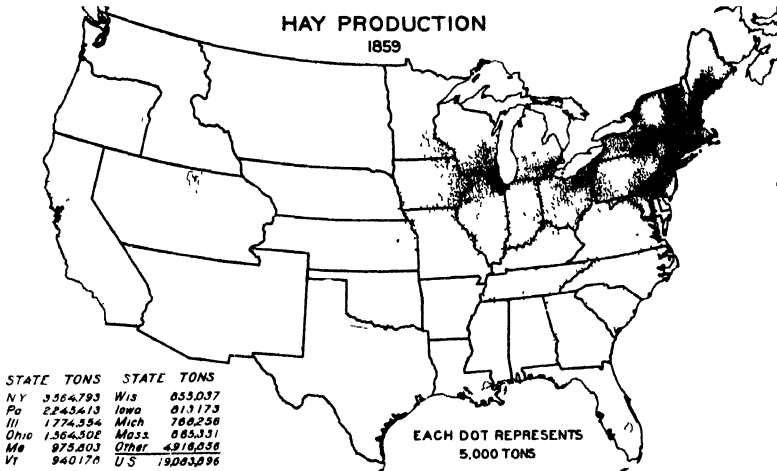 HAY PRODUCTION
1859
STATE TONS STATE TONS
NY 3,564,793 Wis 855,037
Pa 2,245,413 Iowa 813,173
Ill 1,774,554 Mich 768,256
Ohio 1,564,502 Mass. 665,331
Me 975,803 Other 4,916,856
Vt 940,178 US 19,083,896
EACH DOT REPRESENTS
5,000 TONS